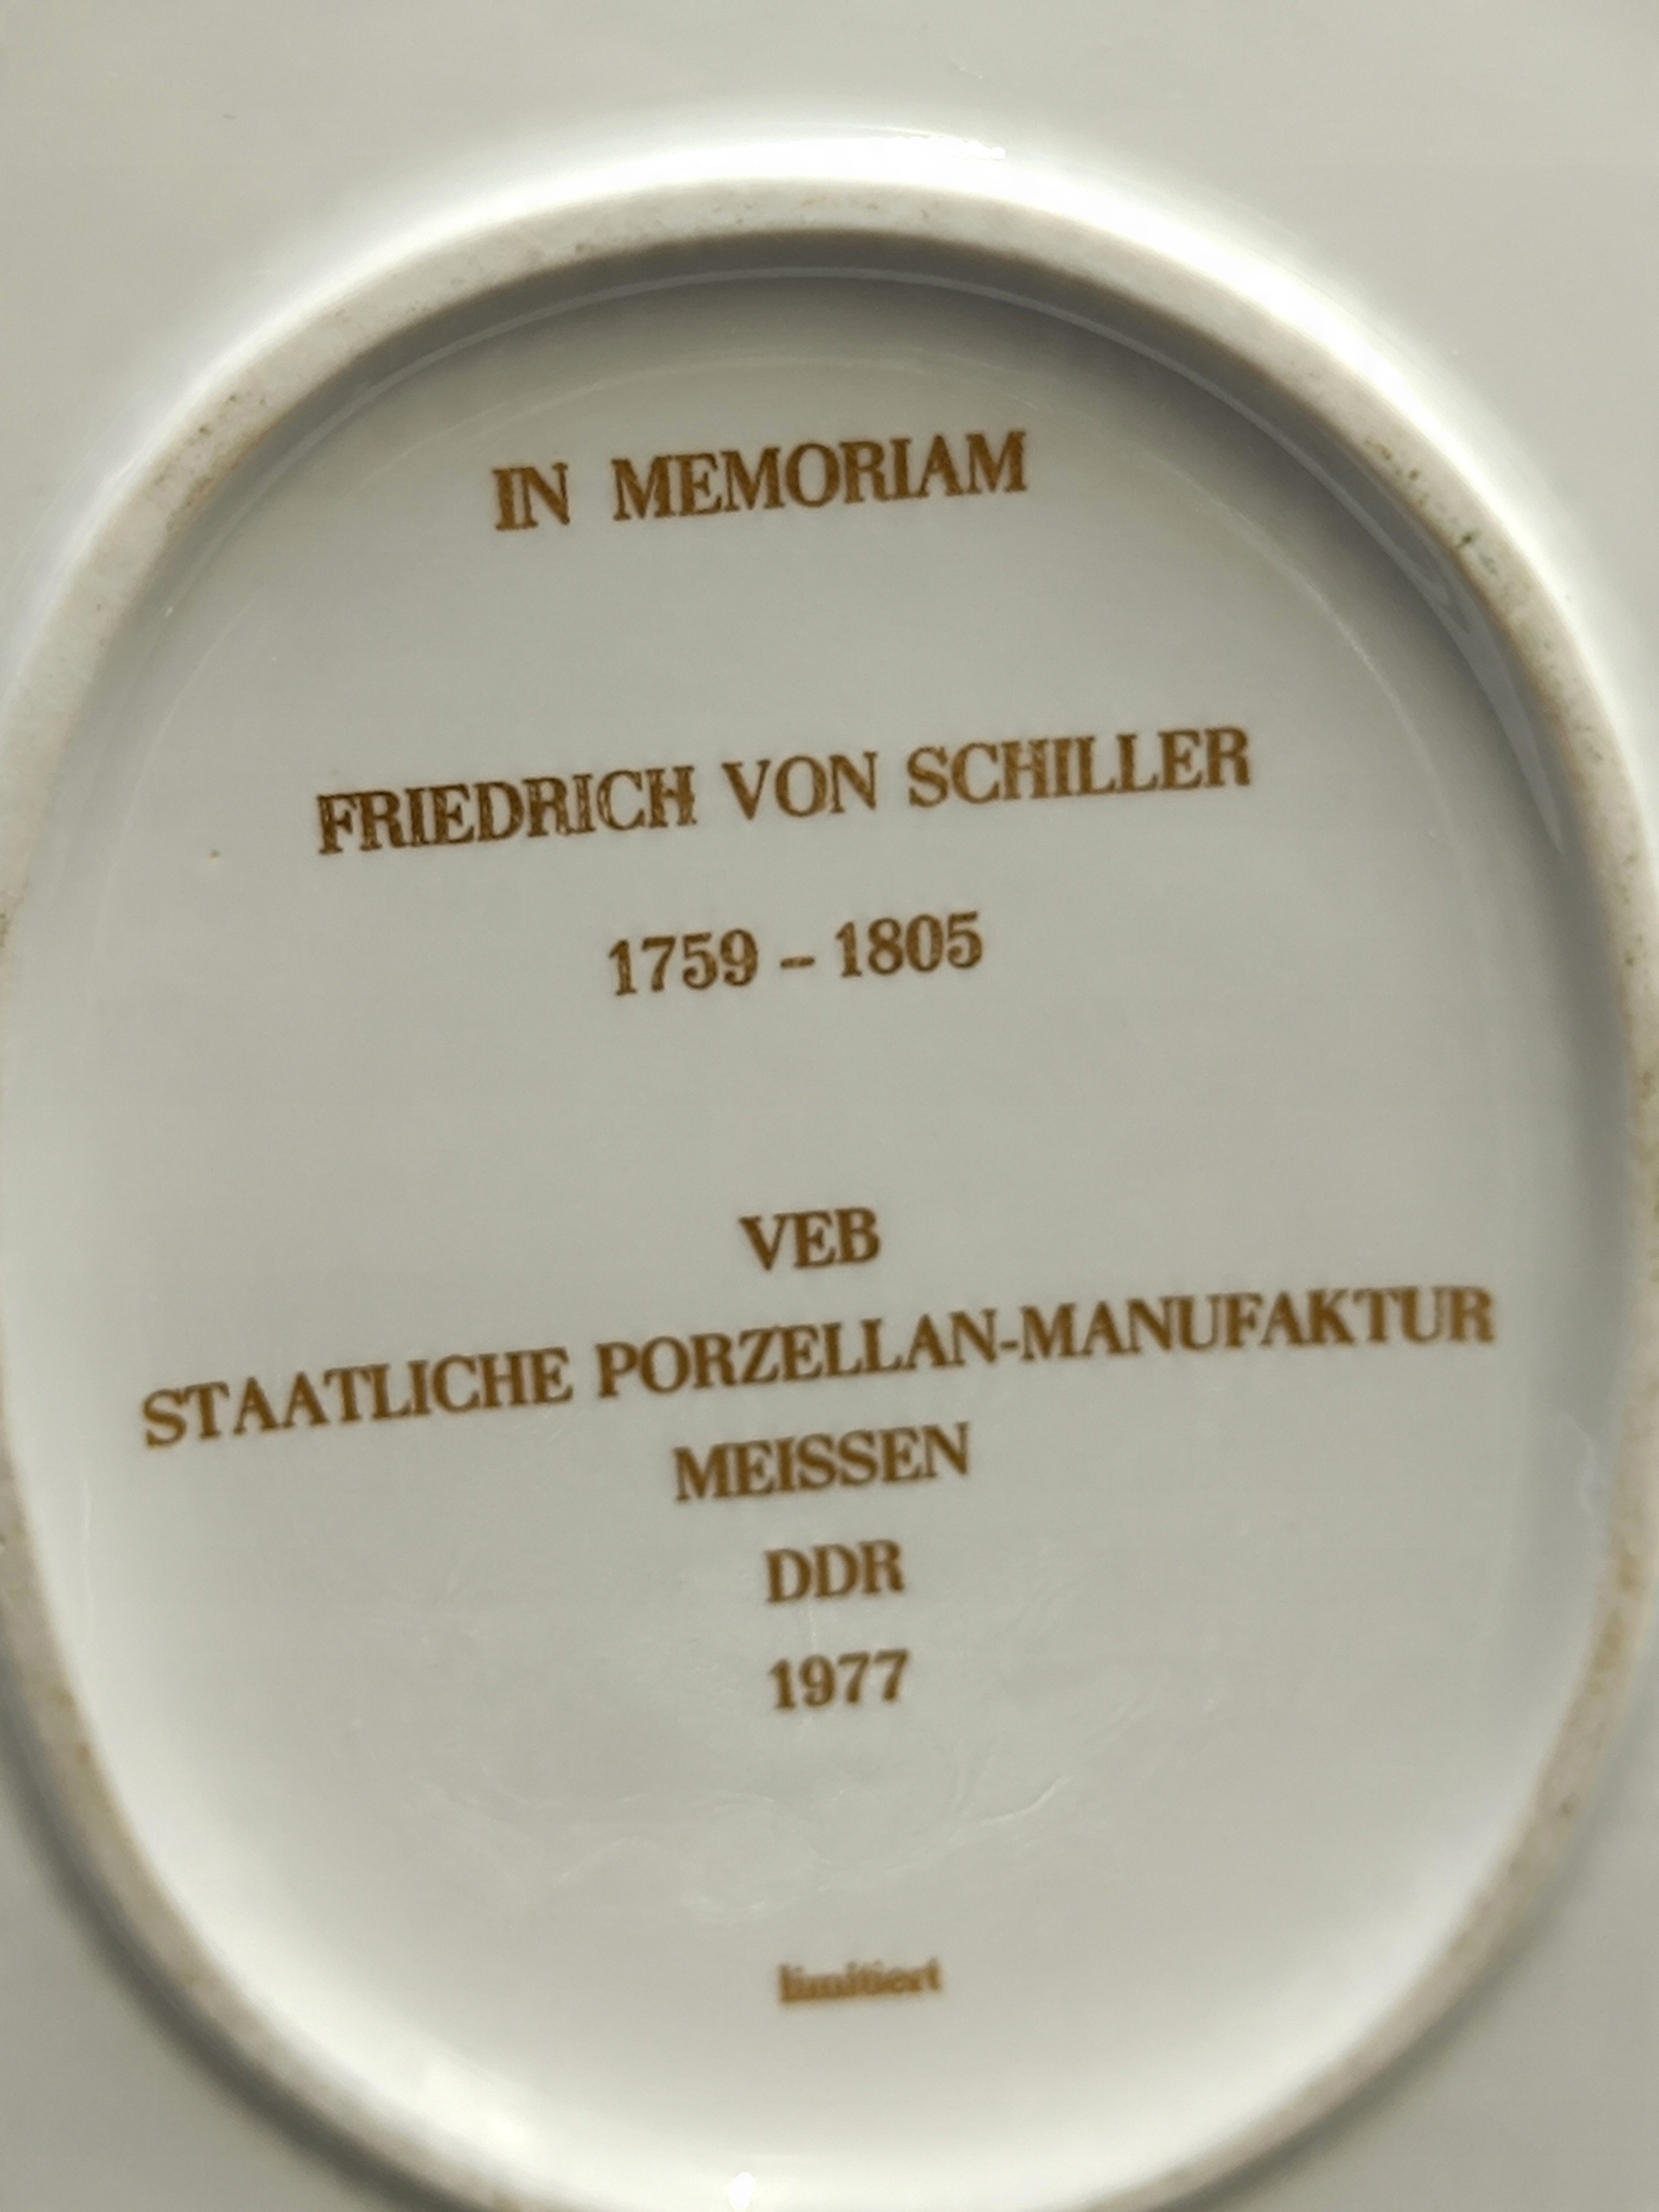 IN MEMORIAM
FRIEDRICH VON SCHILLER
1759 – 1805
VEB
STAATLICHE PORZELLAN-MANUFAKTUR
MEISSEN
DDR
1977
limitiert